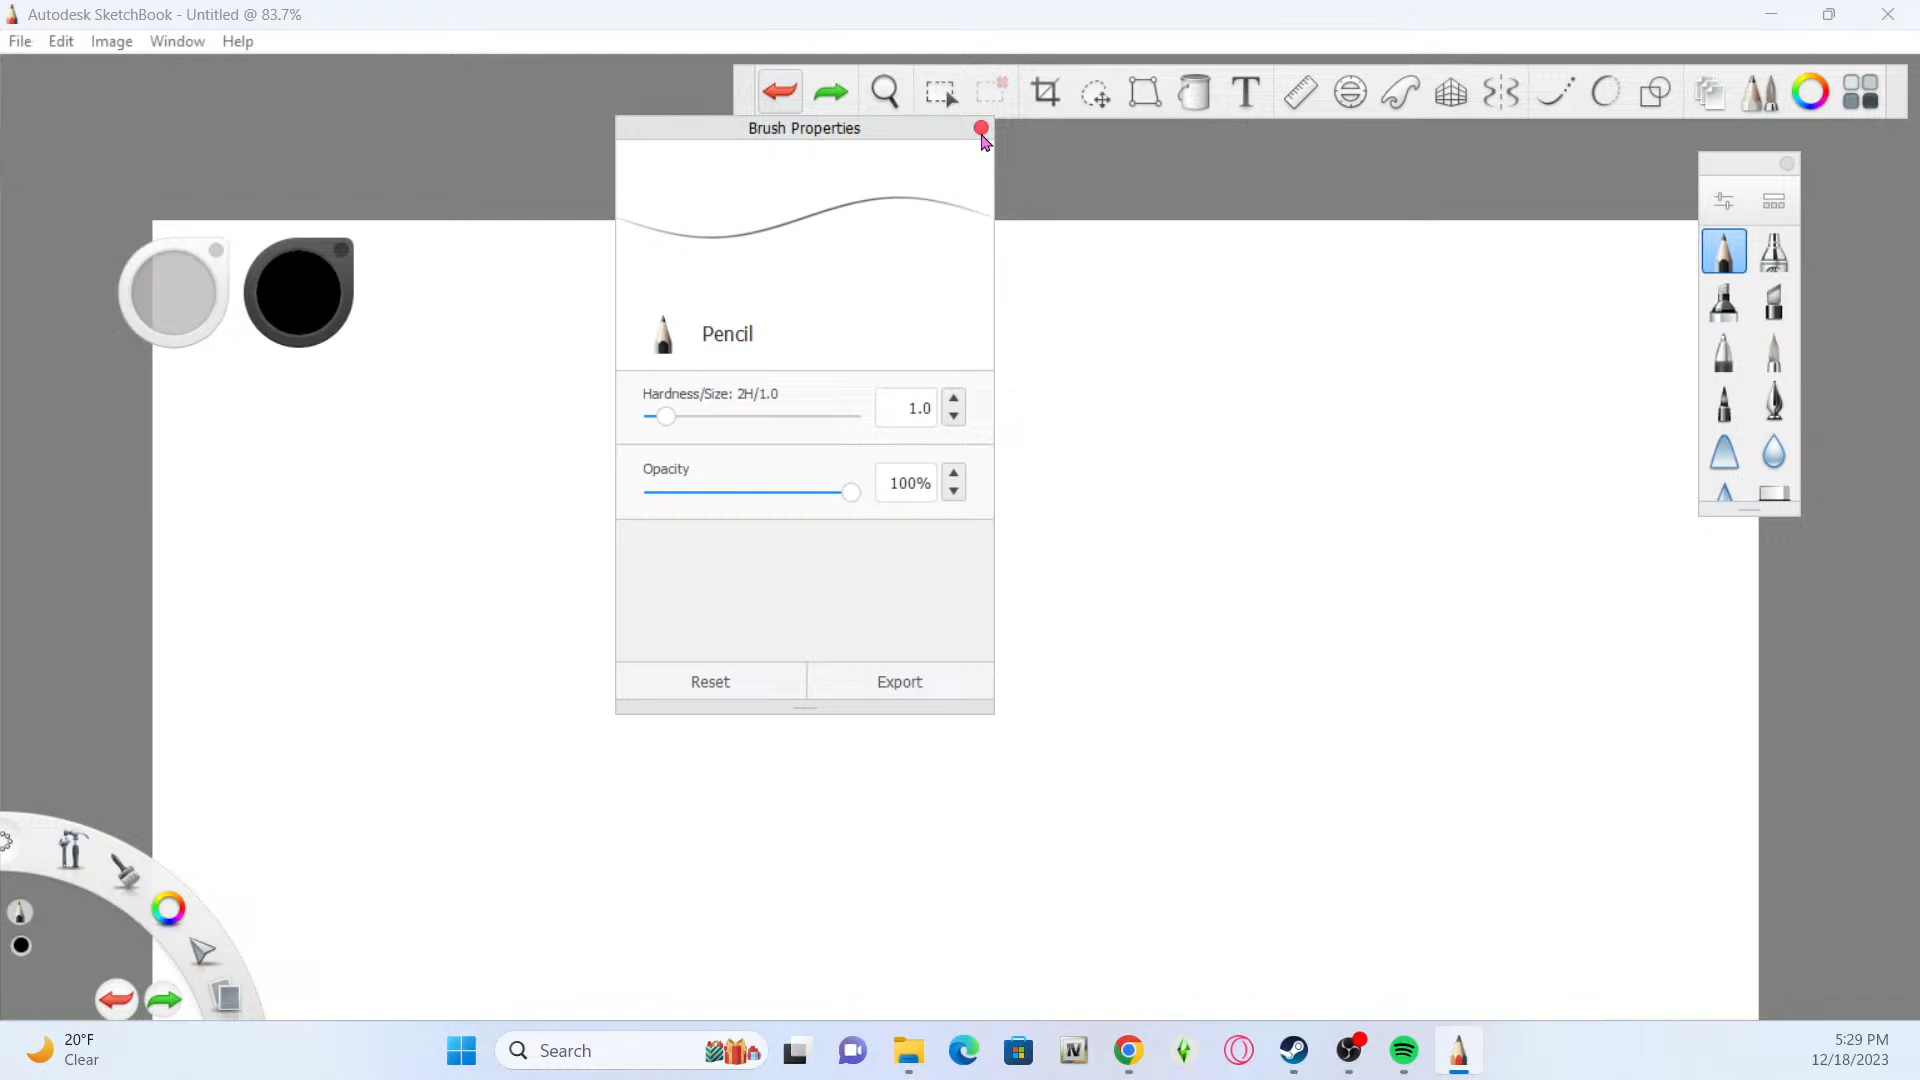 Autodesk SketchBook - Untitled @ 83.7%
File Edit Image Window Help
T
Brush Properties
Pencil
Hardness/Size: 2H/1.0
1.0
Opacity
100%
Reset Export
20°F
Clear
Search
5:29 PM
12/18/2023